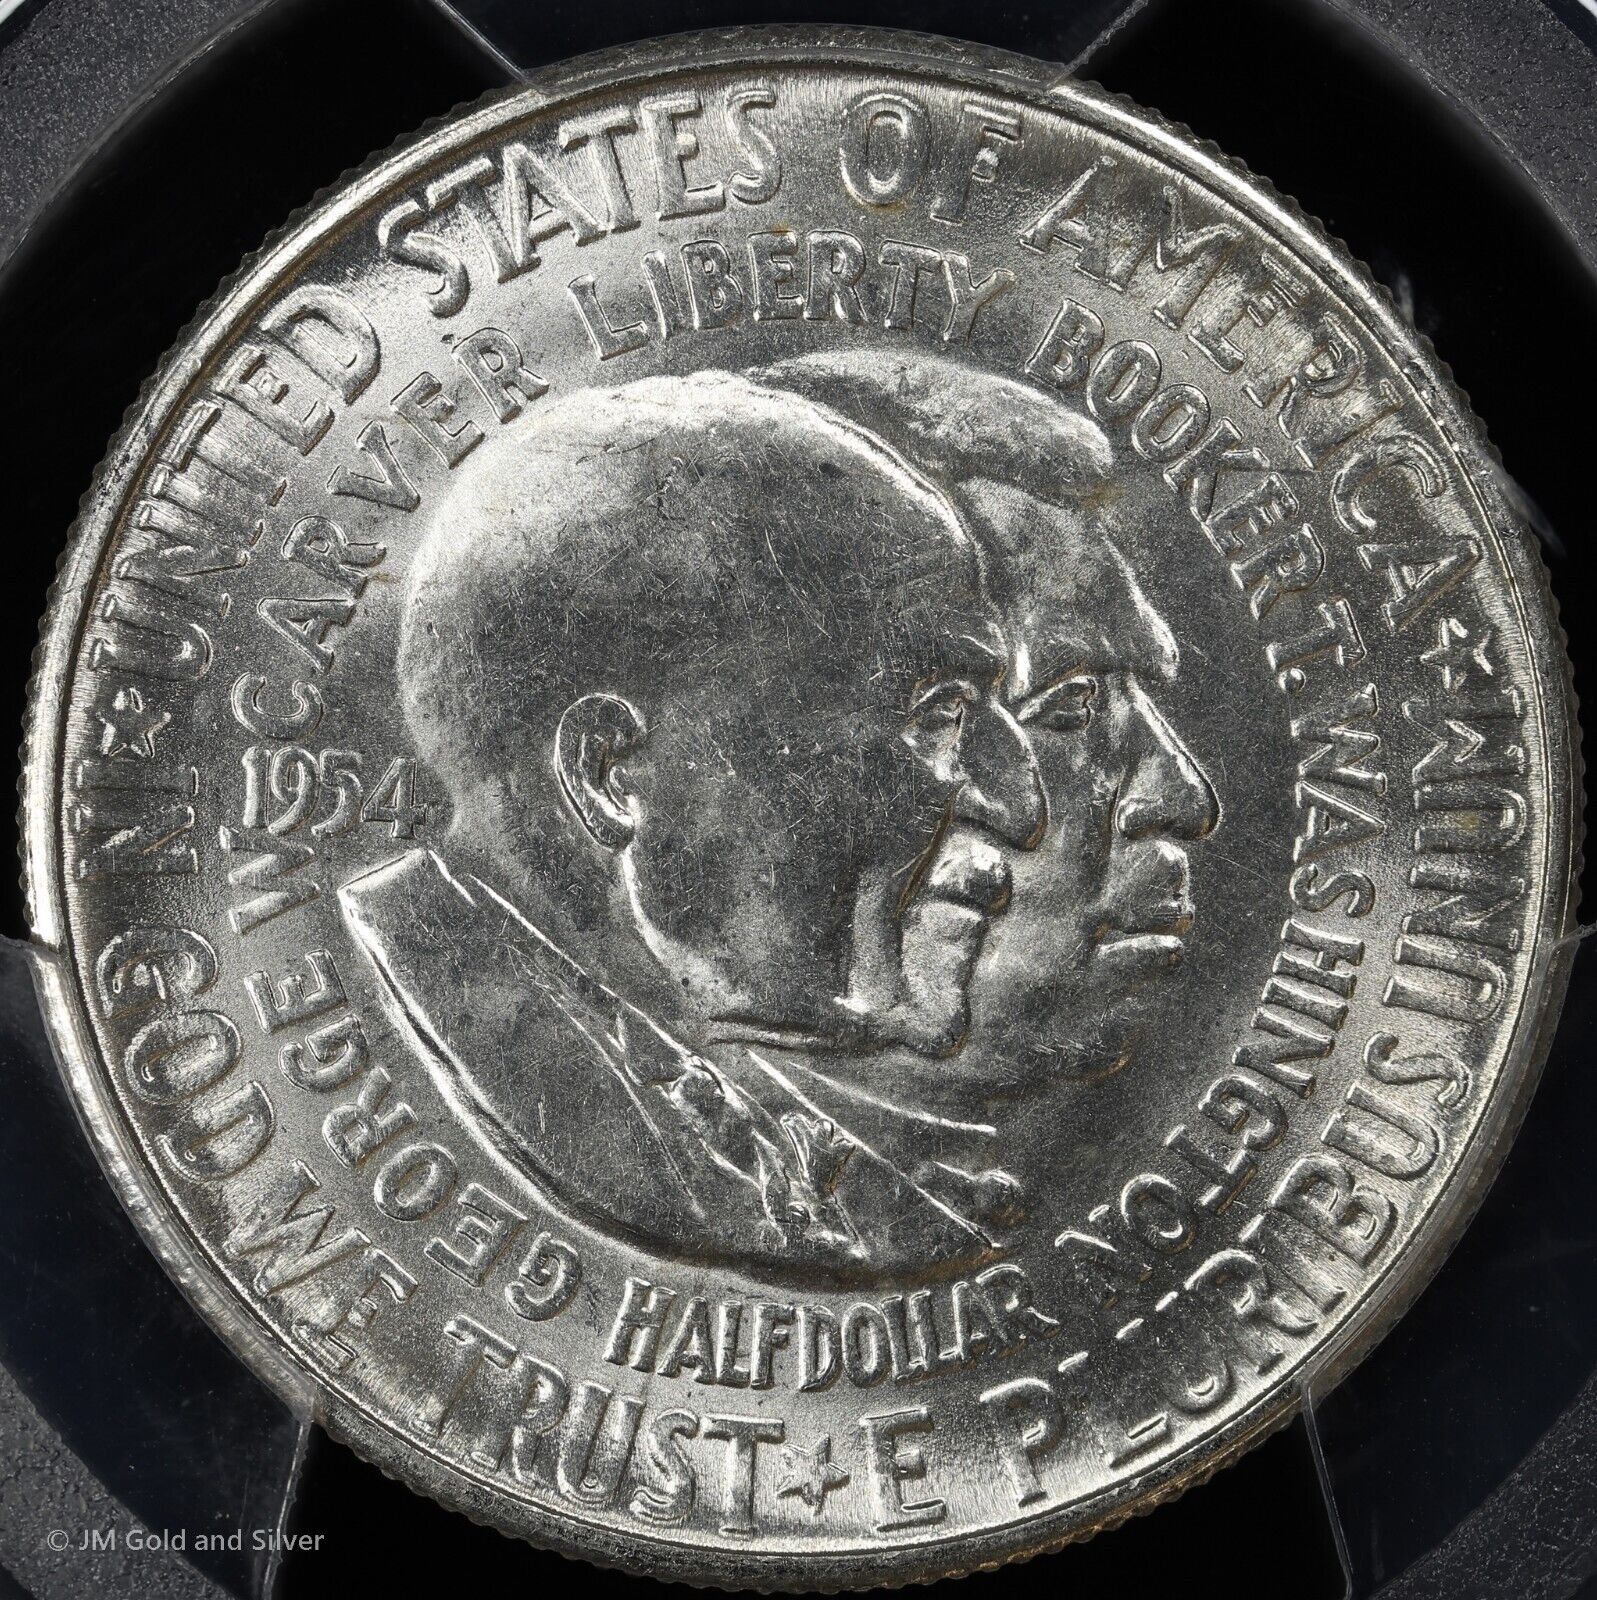 UNITED STATES OF AMERICA
E PLURIBUS UNUM
IN GOD WE TRUST
LIBERTY
BOOKER T. WASHINGTON
GEORGE W CARVER
1954
HALF DOLLAR
© JM Gold and Silver